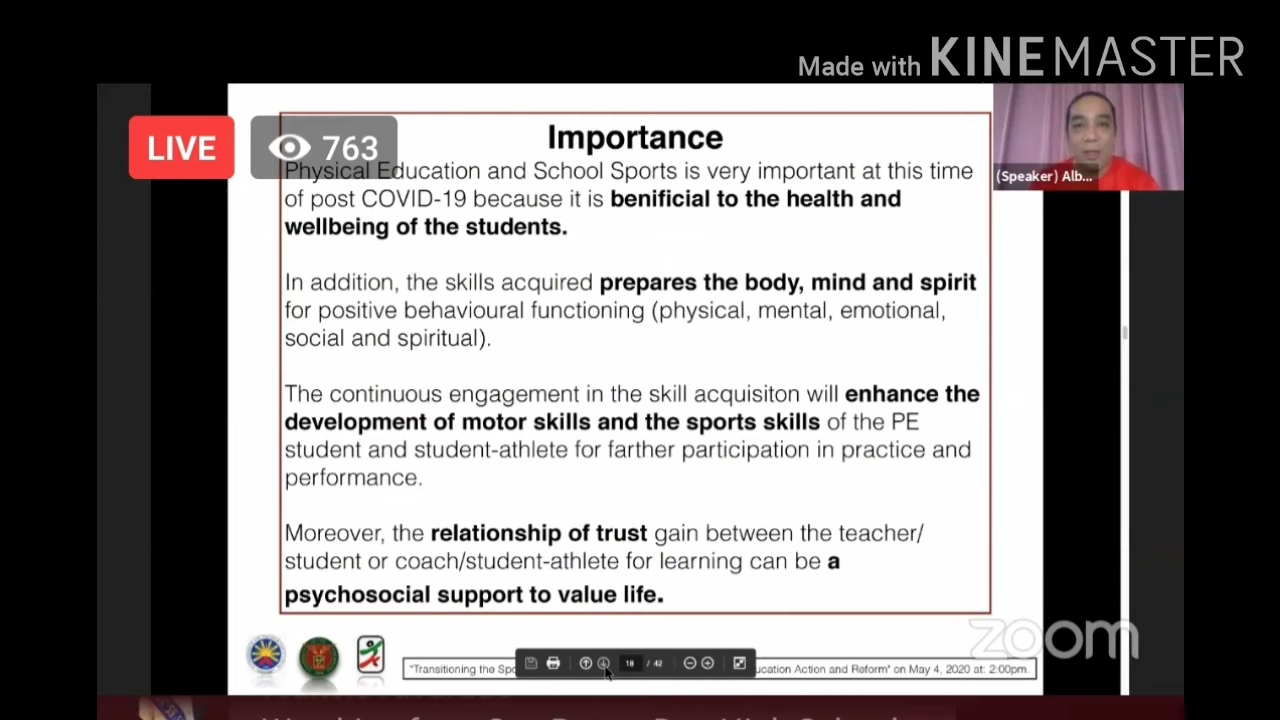 Made with KINEMASTER
LIVE
763
Importance
Physical Education and School Sports is very important at this time
of post COVID-19 because it is benificial to the health and
wellbeing of the students.
In addition, the skills acquired prepares the body, mind and spirit
for positive behavioural functioning (physical, mental, emotional,
social and spiritual).
The continuous engagement in the skill acquisiton will enhance the
development of motor skills and the sports skills of the PE
student and student-athlete for farther participation in practice and
performance.
Moreover, the relationship of trust gain between the teacher/
student or coach/student-athlete for learning can be a
psychosocial support to value life.
(Speaker) Alb...
zoom
"Transitioning the
18 / 42
Action and Reform" on May 4, 2020 at: 2:00pm.